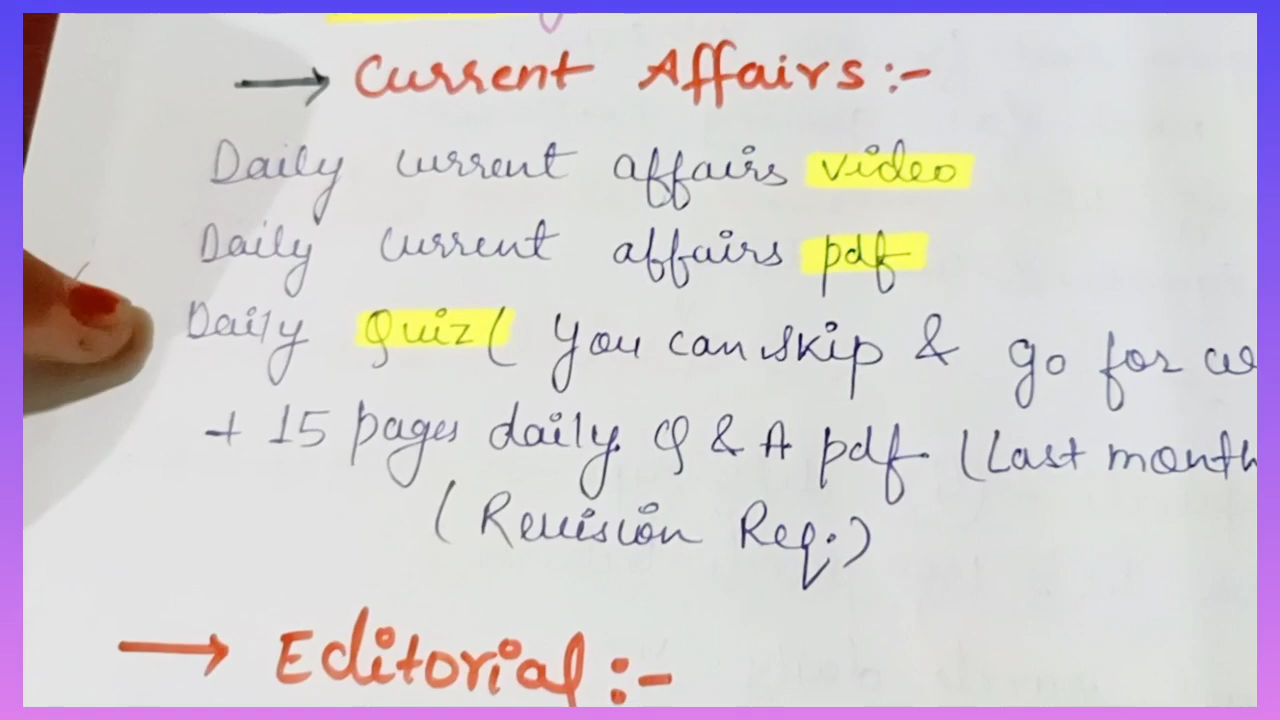 → Current Affairs :-
Daily current affairs video
Daily current affairs pdf
Daily Quiz ( You can skip & go for
+ 15 pages daily Q & A pdf. (Last month
(Revision Req.)
→ Editorial :-